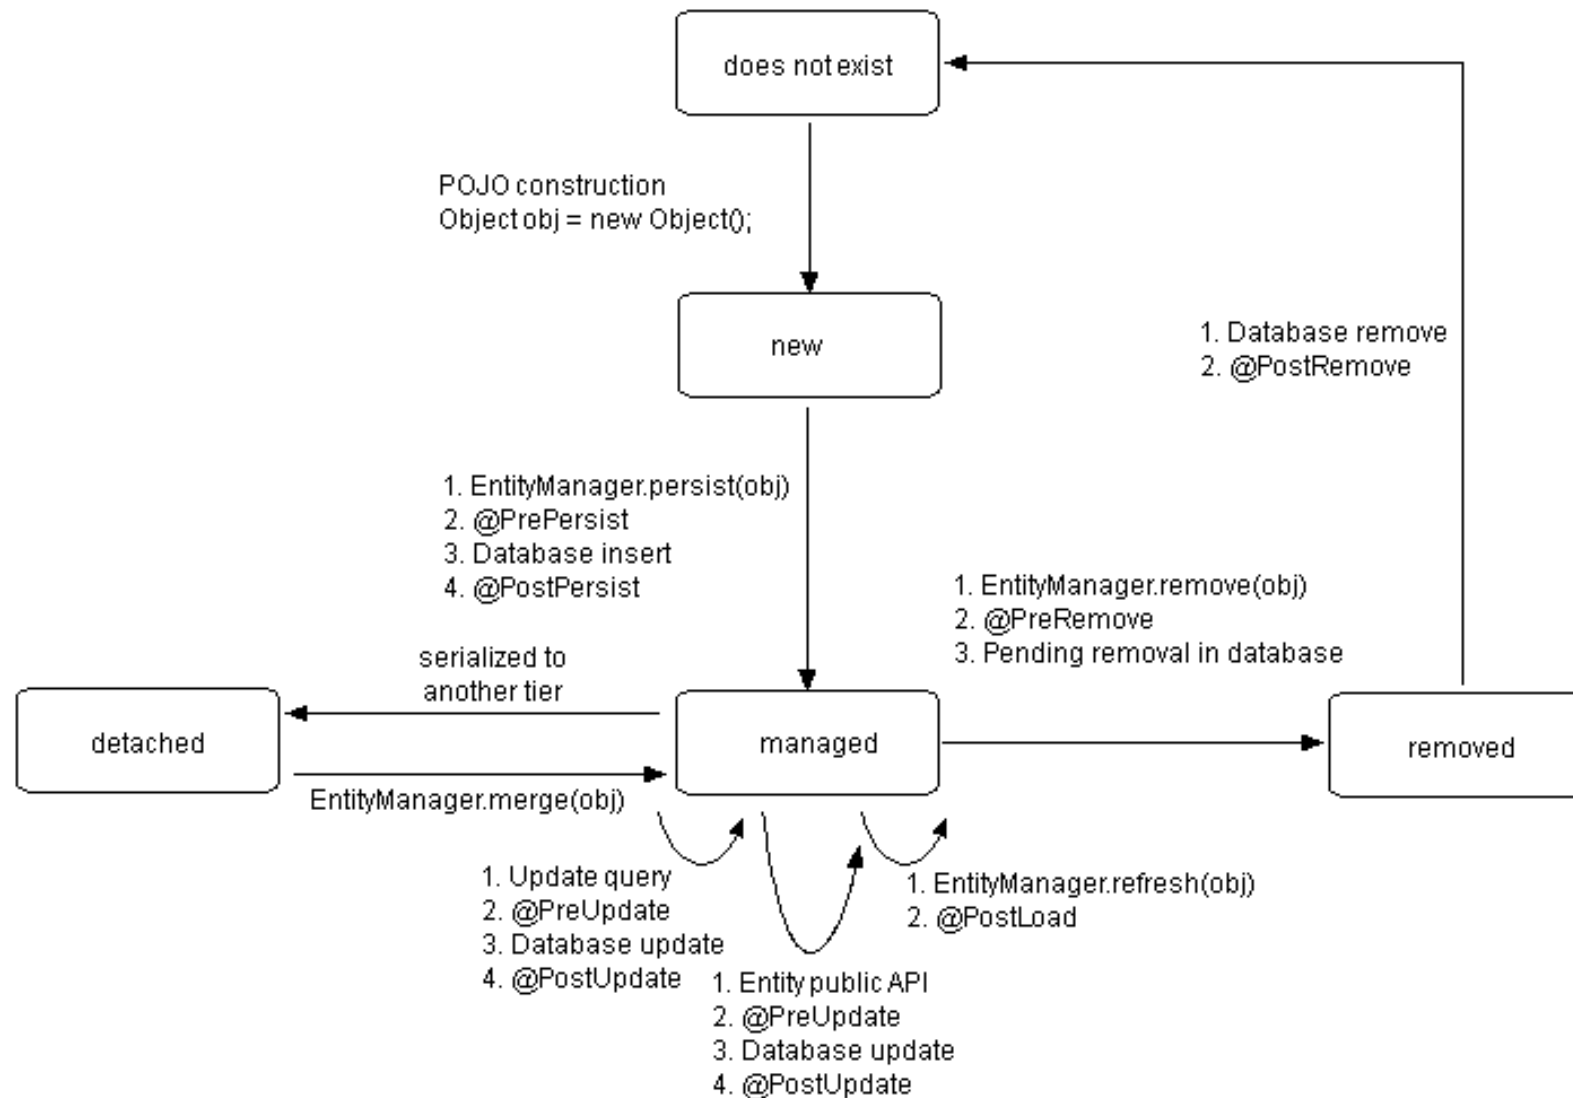 does not exist
POJO construction
Object obj = new Object();
new
1. Database remove
2. @PostRemove
1. EntityManager.persist(obj)
2. @PrePersist
3. Database insert
4. @PostPersist
1. EntityManager.remove(obj)
2. @PreRemove
3. Pending removal in database
serialized to
another tier
detached
managed
removed
EntityManager.merge(obj)
1. Update query
2. @PreUpdate
3. Database update
4. @PostUpdate
1. EntityManager.refresh(obj)
2. @PostLoad
1. Entity public API
2. @PreUpdate
3. Database update
4. @PostUpdate